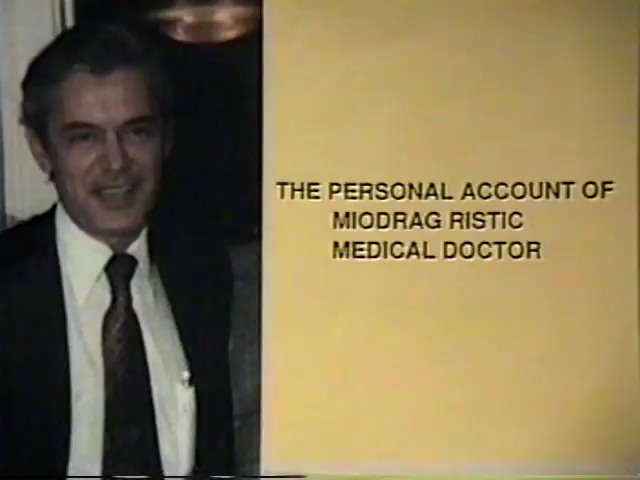 THE PERSONAL ACCOUNT OF
MIODRAG RISTIC
MEDICAL DOCTOR